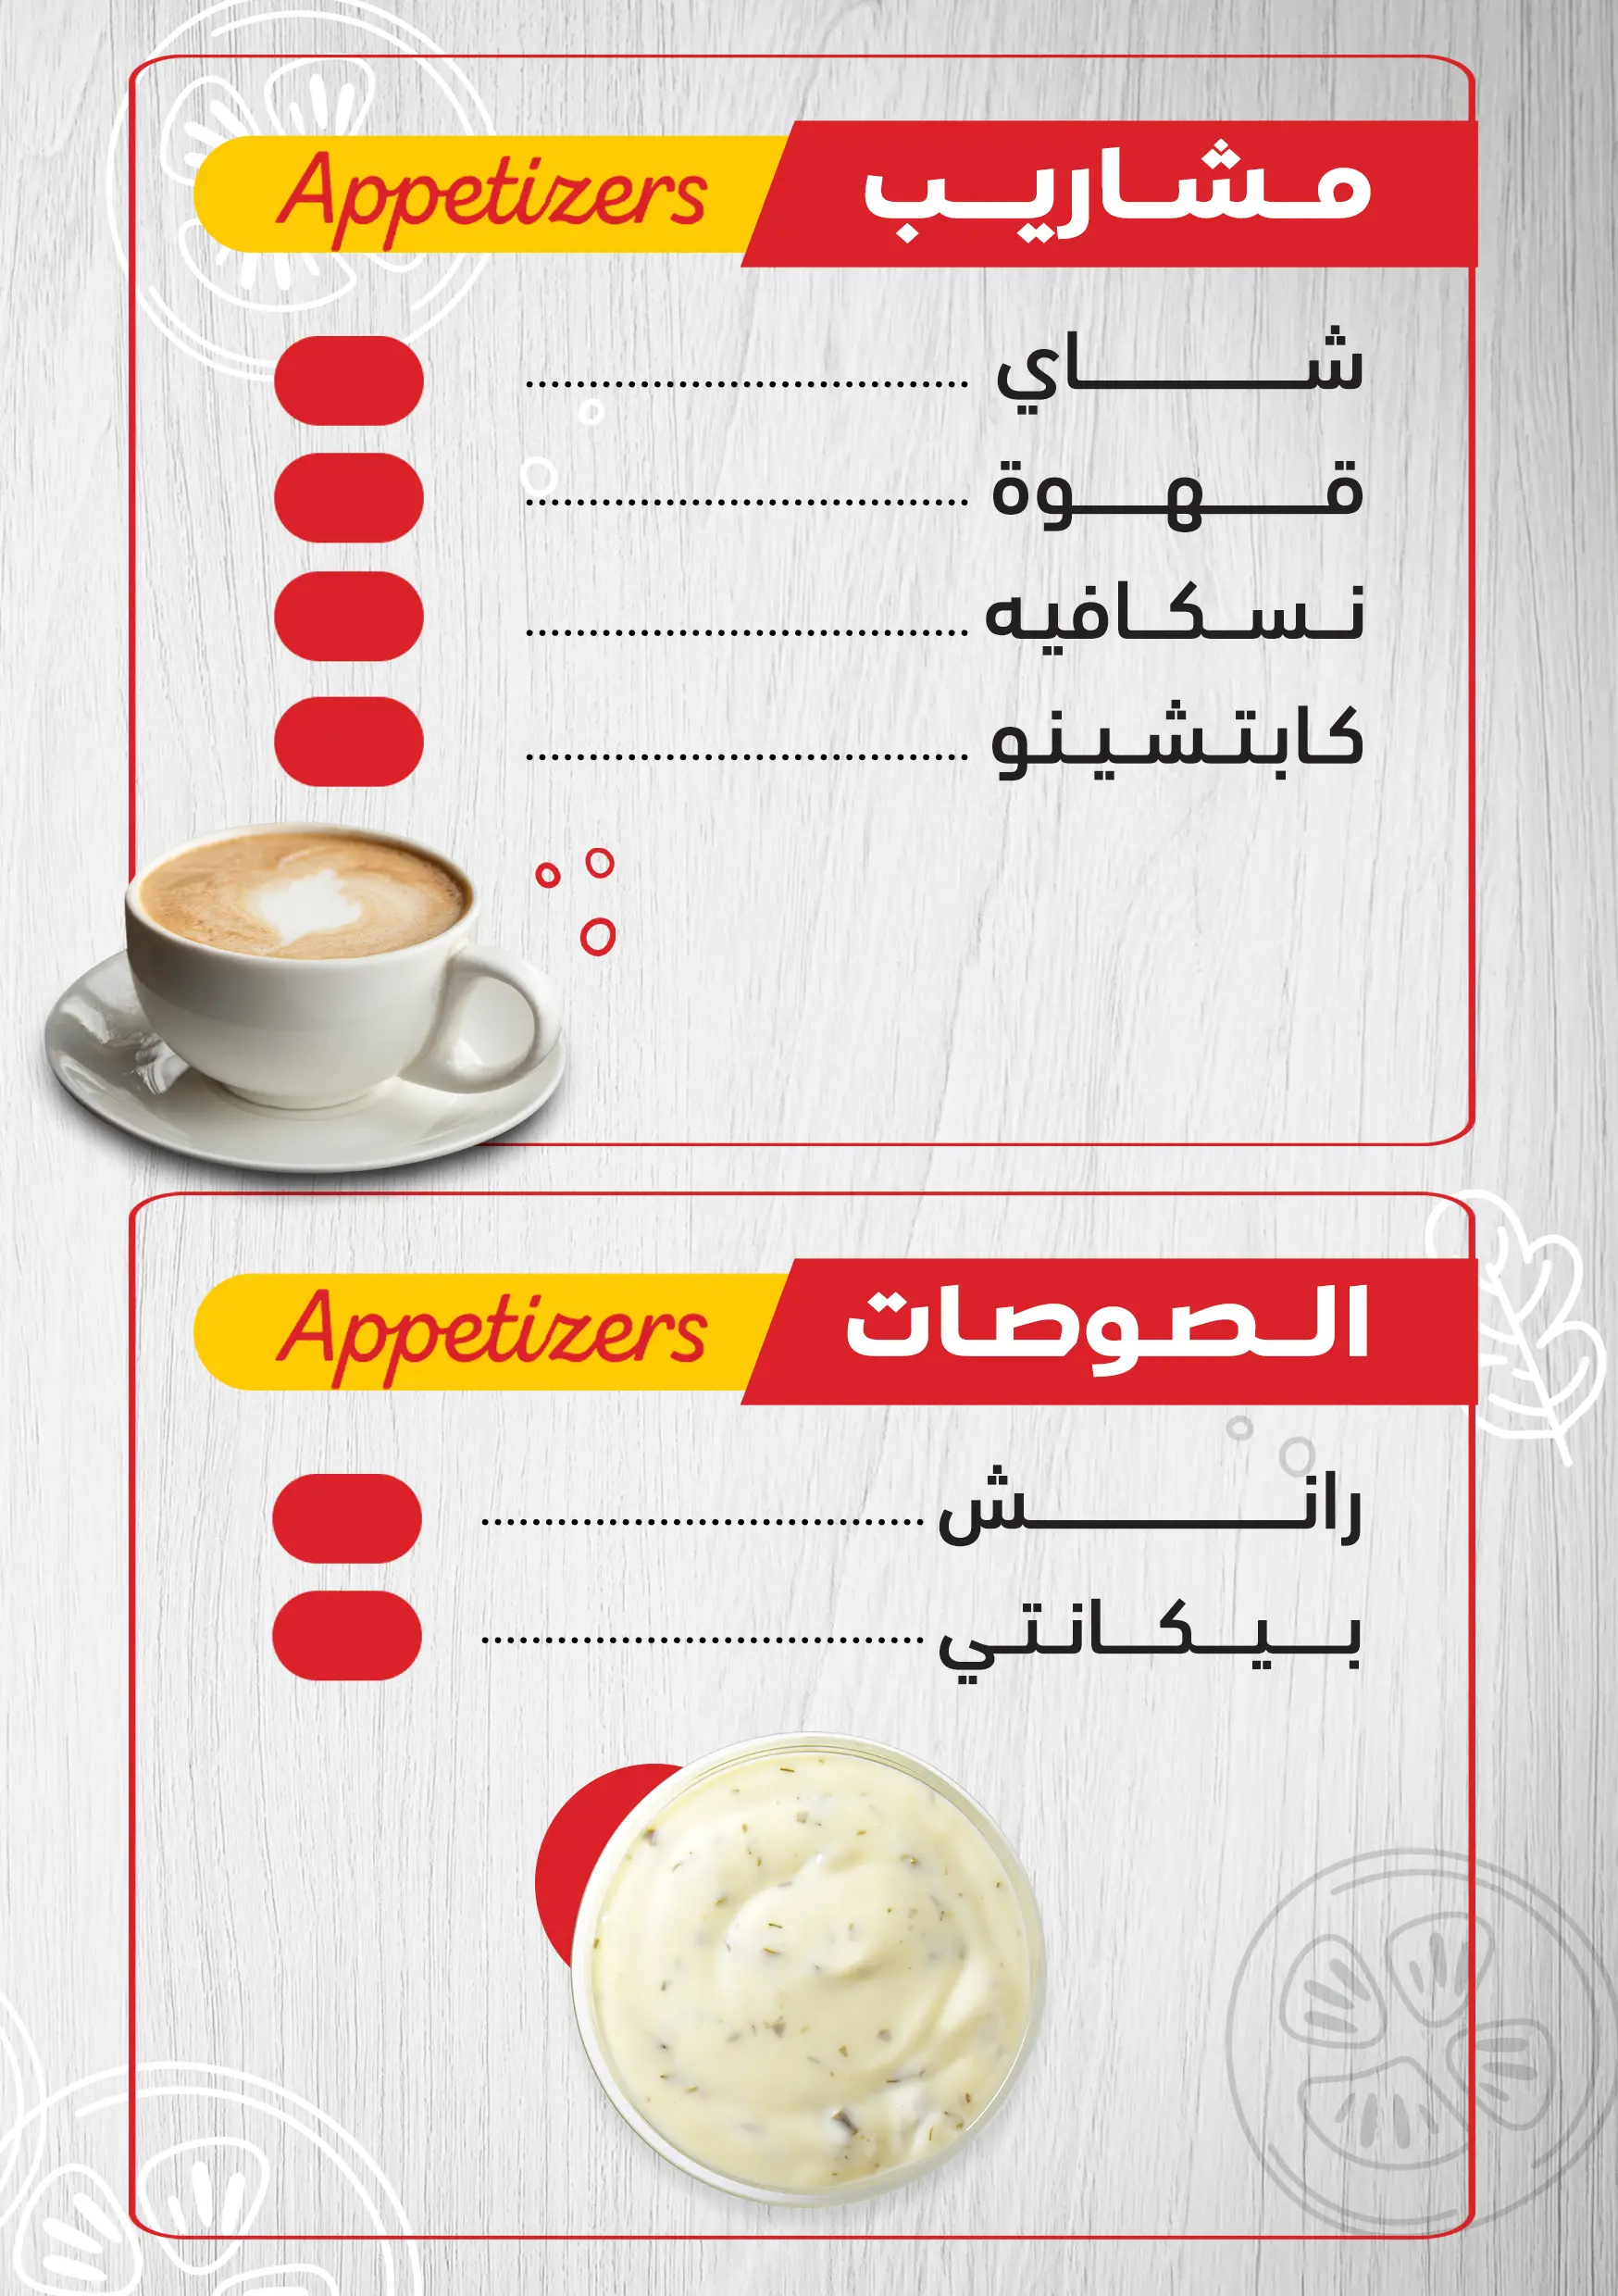 مشاريب Appetizers
شاي
قهوة
نسكافيه
كابتشينو
الصوصات Appetizers
رانش
بيكانتي